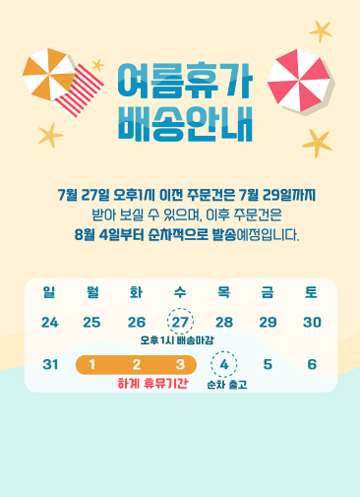 여름휴가
배송안내
7월 27일 오후1시 이전 주문건은 7월 29일까지
받아 보실 수 있으며, 이후 주문건은
8월 4일부터 순차적으로 발송예정입니다.
일 월 화 수 목 금 토
24 25 26 27 28 29 30
오후 1시 배송마감
31 1 2 3 4 5 6
하계 휴뮤기간 순차 출고